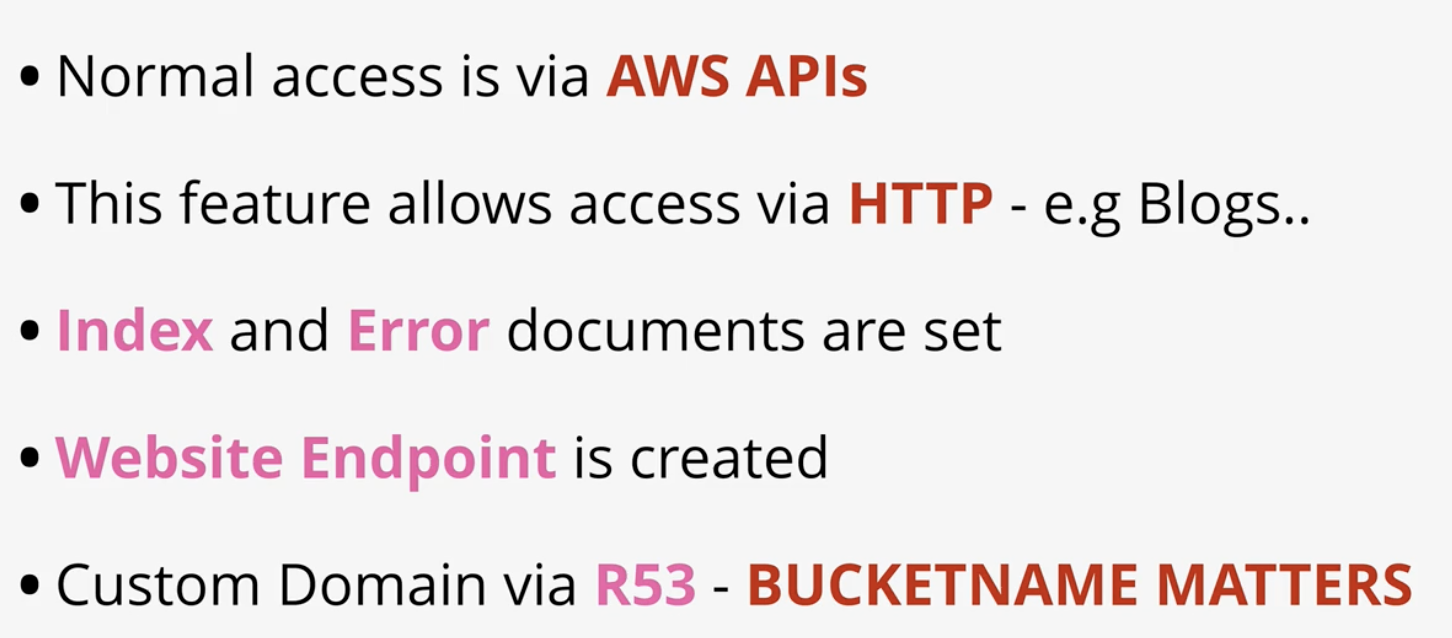 • Normal access is via AWS APIs
• This feature allows access via HTTP - e.g Blogs..
• Index and Error documents are set
• Website Endpoint is created
• Custom Domain via R53 - BUCKETNAME MATTERS